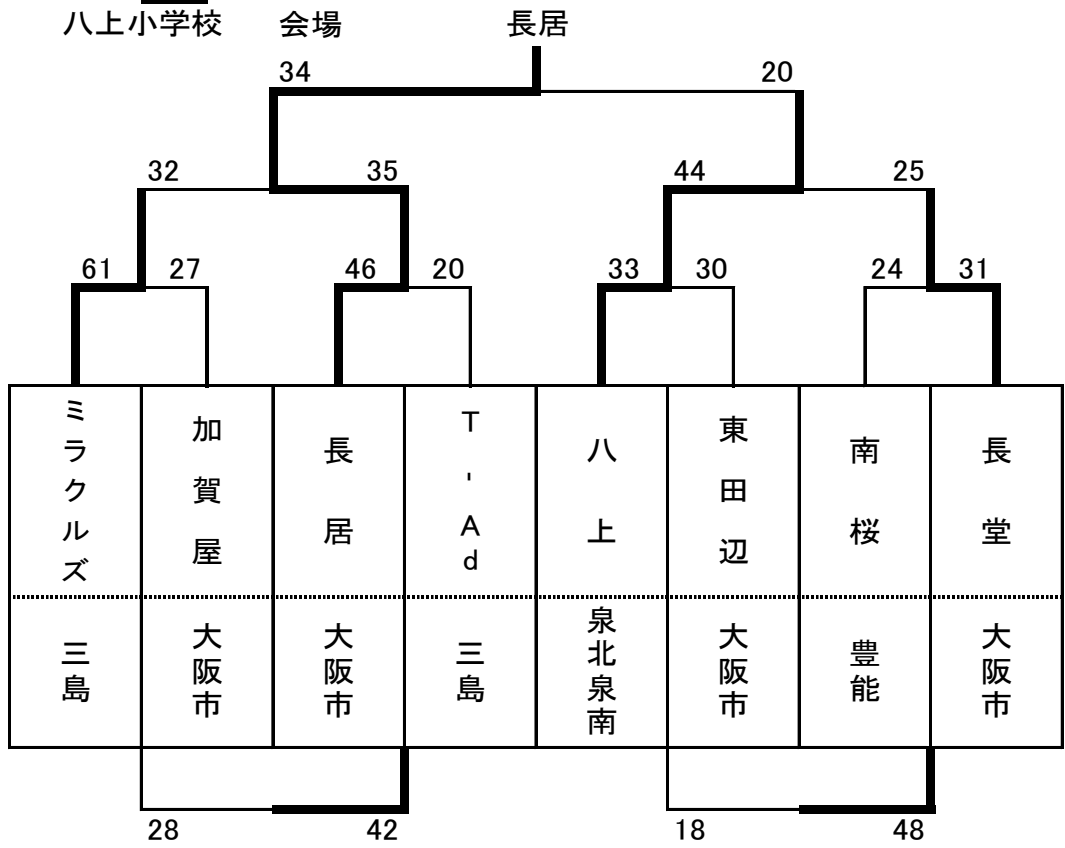 八上小学校 会場 長居
34 20
32 35 44 25
61 27 46 20 33 30 24 31
ミラクルズ 加賀屋 長居 T'Ad 八上 東田辺 南桜 長堂
三島 大阪市 大阪市 三島 泉北泉南 大阪市 豊能 大阪市
28 42 18 48